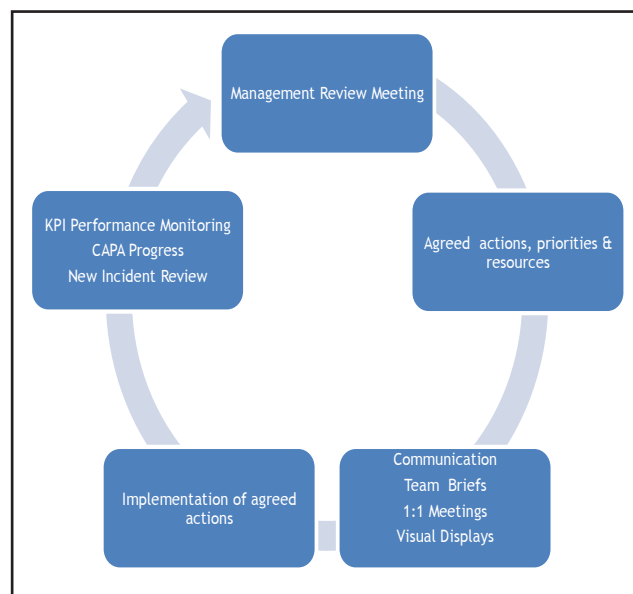 Management Review Meeting
Agreed actions, priorities &
resources
Communication
Team Briefs
1:1 Meetings
Visual Displays
Implementation of agreed
actions
KPI Performance Monitoring
CAPA Progress
New Incident Review